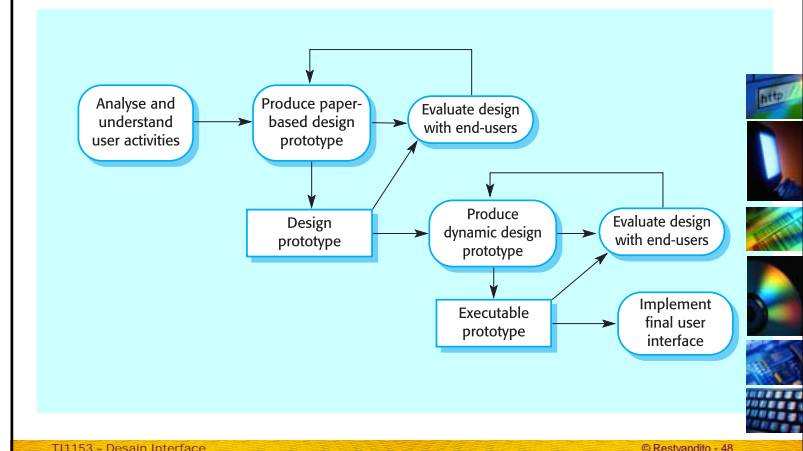 Analyse and
understand
user activities
Produce paper-
based design
prototype
Evaluate design
with end-users
Design
prototype
Produce
dynamic design
prototype
Evaluate design
with end-users
Executable
prototype
Implement
final user
interface
http:/
TI1153 – Desain Interface
© Restyandito - 48